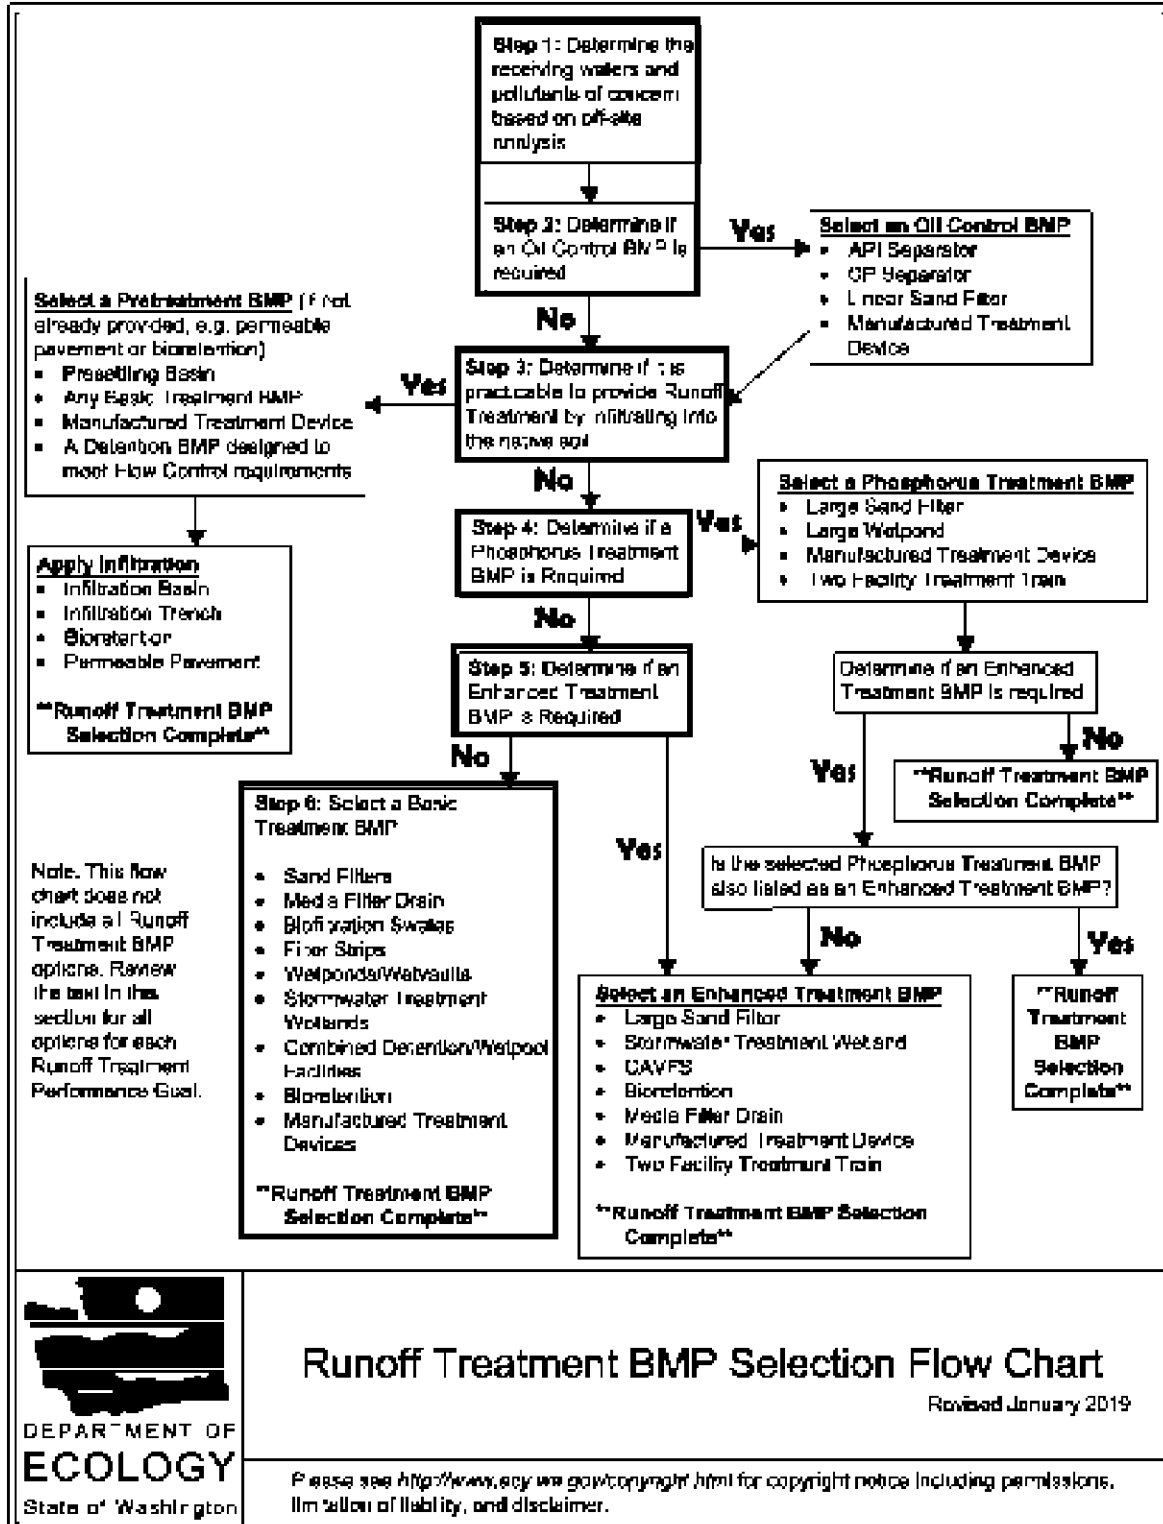 Step 1: Determine the
receiving waters and
pollutants of concern
based on off-site
analysis
Step 2: Determine if
an Oil Control BMP is
required
Yes
Select an Oil Control BMP
• API Separator
• CP Separator
• Linear Sand Filter
• Manufactured Treatment
Device
No
Select a Pretreatment BMP (if not
already provided, e.g. permeable
pavement or bioretention)
• Presettling Basin
• Any Basic Treatment BMP
• Manufactured Treatment Device
• A Detention BMP designed to
meet Flow Control requirements
Yes
Step 3: Determine if it is
practicable to provide Runoff
Treatment by infiltrating into
the native soil
No
Step 4: Determine if a
Phosphorus Treatment
BMP is Required
Yes
Select a Phosphorus Treatment BMP
• Large Sand Filter
• Large Wetpond
• Manufactured Treatment Device
• Two Facility Treatment Train
Apply Infiltration
• Infiltration Basin
• Infiltration Trench
• Bioretention
• Permeable Pavement
**Runoff Treatment BMP
Selection Complete**
No
Step 5: Determine if an
Enhanced Treatment
BMP is Required
Determine if an Enhanced
Treatment BMP is required
No
Yes
No
**Runoff Treatment BMP
Selection Complete**
Step 6: Select a Basic
Treatment BMP
• Sand Filters
• Media Filter Drain
• Biofiltration Swales
• Filter Strips
• Wetponds/Wetvaults
• Stormwater Treatment
Wetlands
• Combined Detention/Wetpool
Facilities
• Bioretention
• Manufactured Treatment
Devices
**Runoff Treatment BMP
Selection Complete**
Yes
Is the selected Phosphorus Treatment BMP
also listed as an Enhanced Treatment BMP?
No
Yes
Note. This flow
chart does not
include all Runoff
Treatment BMP
options. Review
the text in this
section for all
options for each
Runoff Treatment
Performance Goal.
Select an Enhanced Treatment BMP
• Large Sand Filter
• Stormwater Treatment Wetland
• CAVFS
• Bioretention
• Media Filter Drain
• Manufactured Treatment Device
• Two Facility Treatment Train
**Runoff Treatment BMP Selection
Complete**
**Runoff
Treatment
BMP
Selection
Complete**
DEPARTMENT OF
ECOLOGY
State of Washington
Runoff Treatment BMP Selection Flow Chart
Revised January 2019
Please see http://www.ecy.wa.gov/copyright.html for copyright notice including permissions,
limitation of liability, and disclaimer.